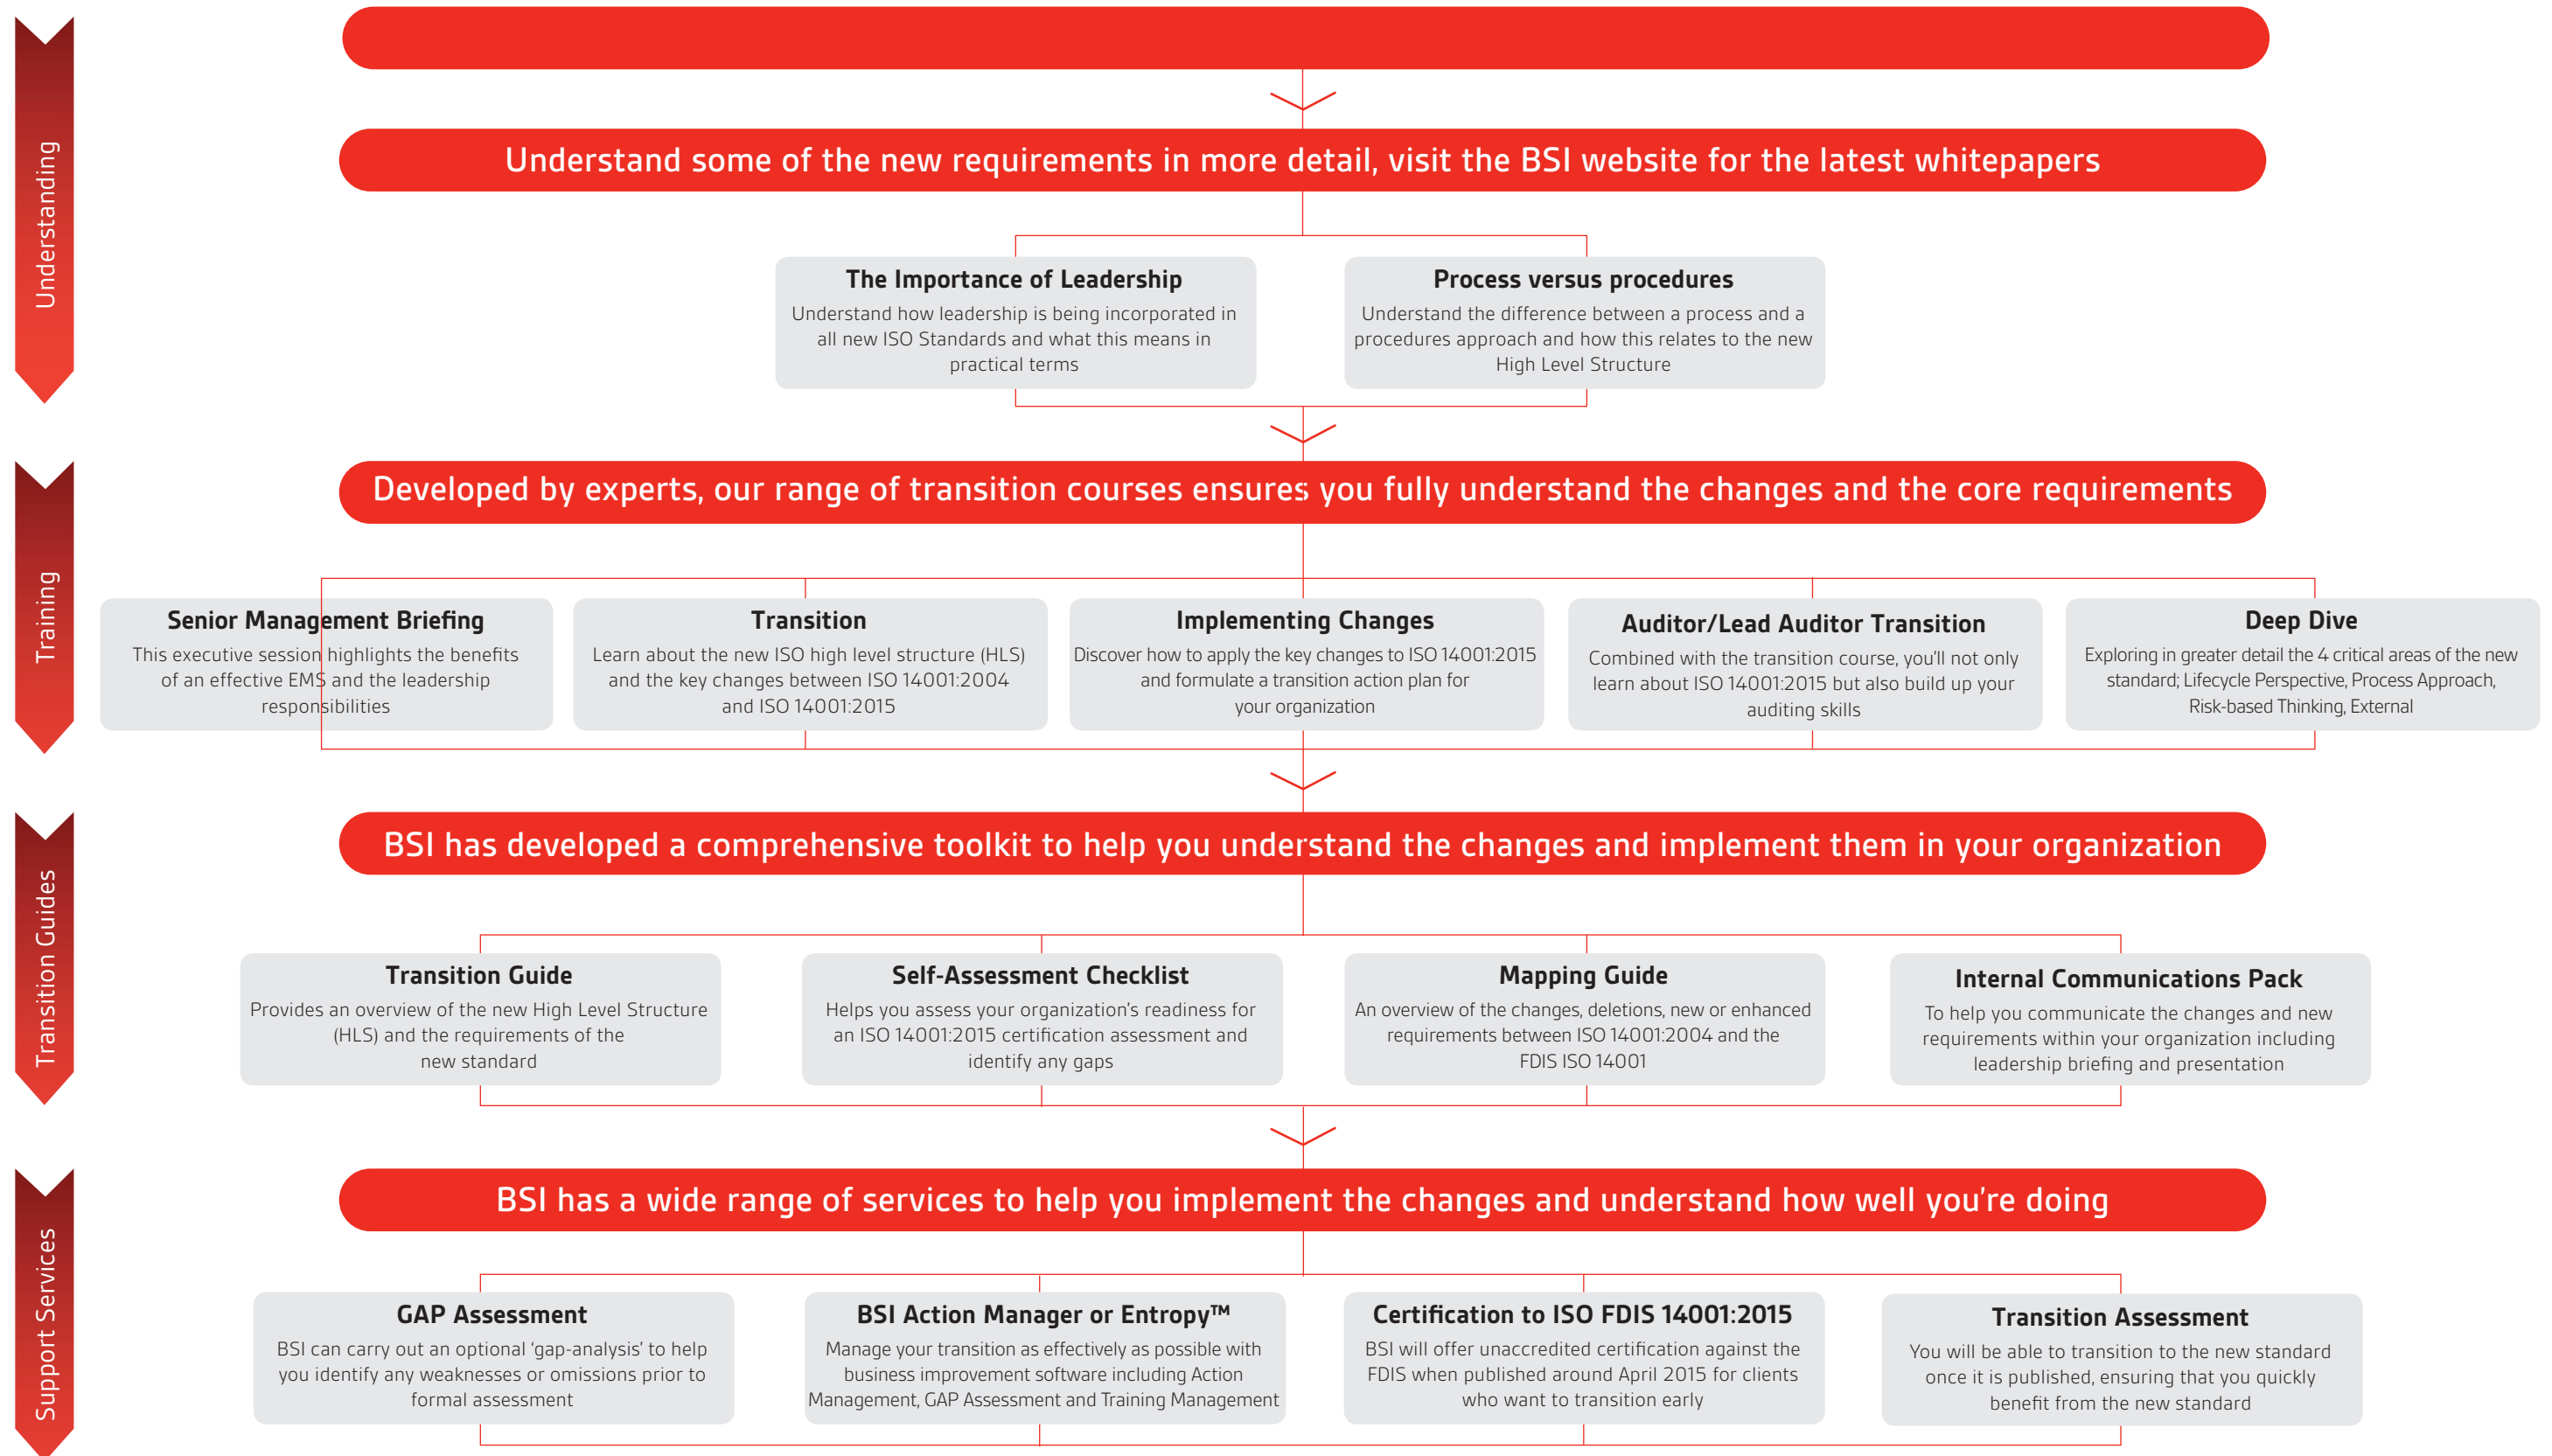 Understanding
Understand some of the new requirements in more detail, visit the BSI website for the latest whitepapers
The Importance of Leadership
Understand how leadership is being incorporated in
all new ISO Standards and what this means in
practical terms
Process versus procedures
Understand the difference between a process and a
procedures approach and how this relates to the new
High Level Structure
Training
Developed by experts, our range of transition courses ensures you fully understand the changes and the core requirements
Senior Management Briefing
This executive session highlights the benefits
of an effective EMS and the leadership
responsibilities
Transition
Learn about the new ISO high level structure (HLS)
and the key changes between ISO 14001:2004
and ISO 14001:2015
Implementing Changes
Discover how to apply the key changes to ISO 14001:2015
and formulate a transition action plan for
your organization
Auditor/Lead Auditor Transition
Combined with the transition course, you'll not only
learn about ISO 14001:2015 but also build up your
auditing skills
Deep Dive
Exploring in greater detail the 4 critical areas of the new
standard; Lifecycle Perspective, Process Approach,
Risk-based Thinking, External
Transition Guides
BSI has developed a comprehensive toolkit to help you understand the changes and implement them in your organization
Transition Guide
Provides an overview of the new High Level Structure
(HLS) and the requirements of the
new standard
Self-Assessment Checklist
Helps you assess your organization's readiness for
an ISO 14001:2015 certification assessment and
identify any gaps
Mapping Guide
An overview of the changes, deletions, new or enhanced
requirements between ISO 14001:2004 and the
FDIS ISO 14001
Internal Communications Pack
To help you communicate the changes and new
requirements within your organization including
leadership briefing and presentation
Support Services
BSI has a wide range of services to help you implement the changes and understand how well you're doing
GAP Assessment
BSI can carry out an optional 'gap-analysis' to help
you identify any weaknesses or omissions prior to
formal assessment
BSI Action Manager or Entropy™
Manage your transition as effectively as possible with
business improvement software including Action
Management, GAP Assessment and Training Management
Certification to ISO FDIS 14001:2015
BSI will offer unaccredited certification against the
FDIS when published around April 2015 for clients
who want to transition early
Transition Assessment
You will be able to transition to the new standard
once it is published, ensuring that you quickly
benefit from the new standard